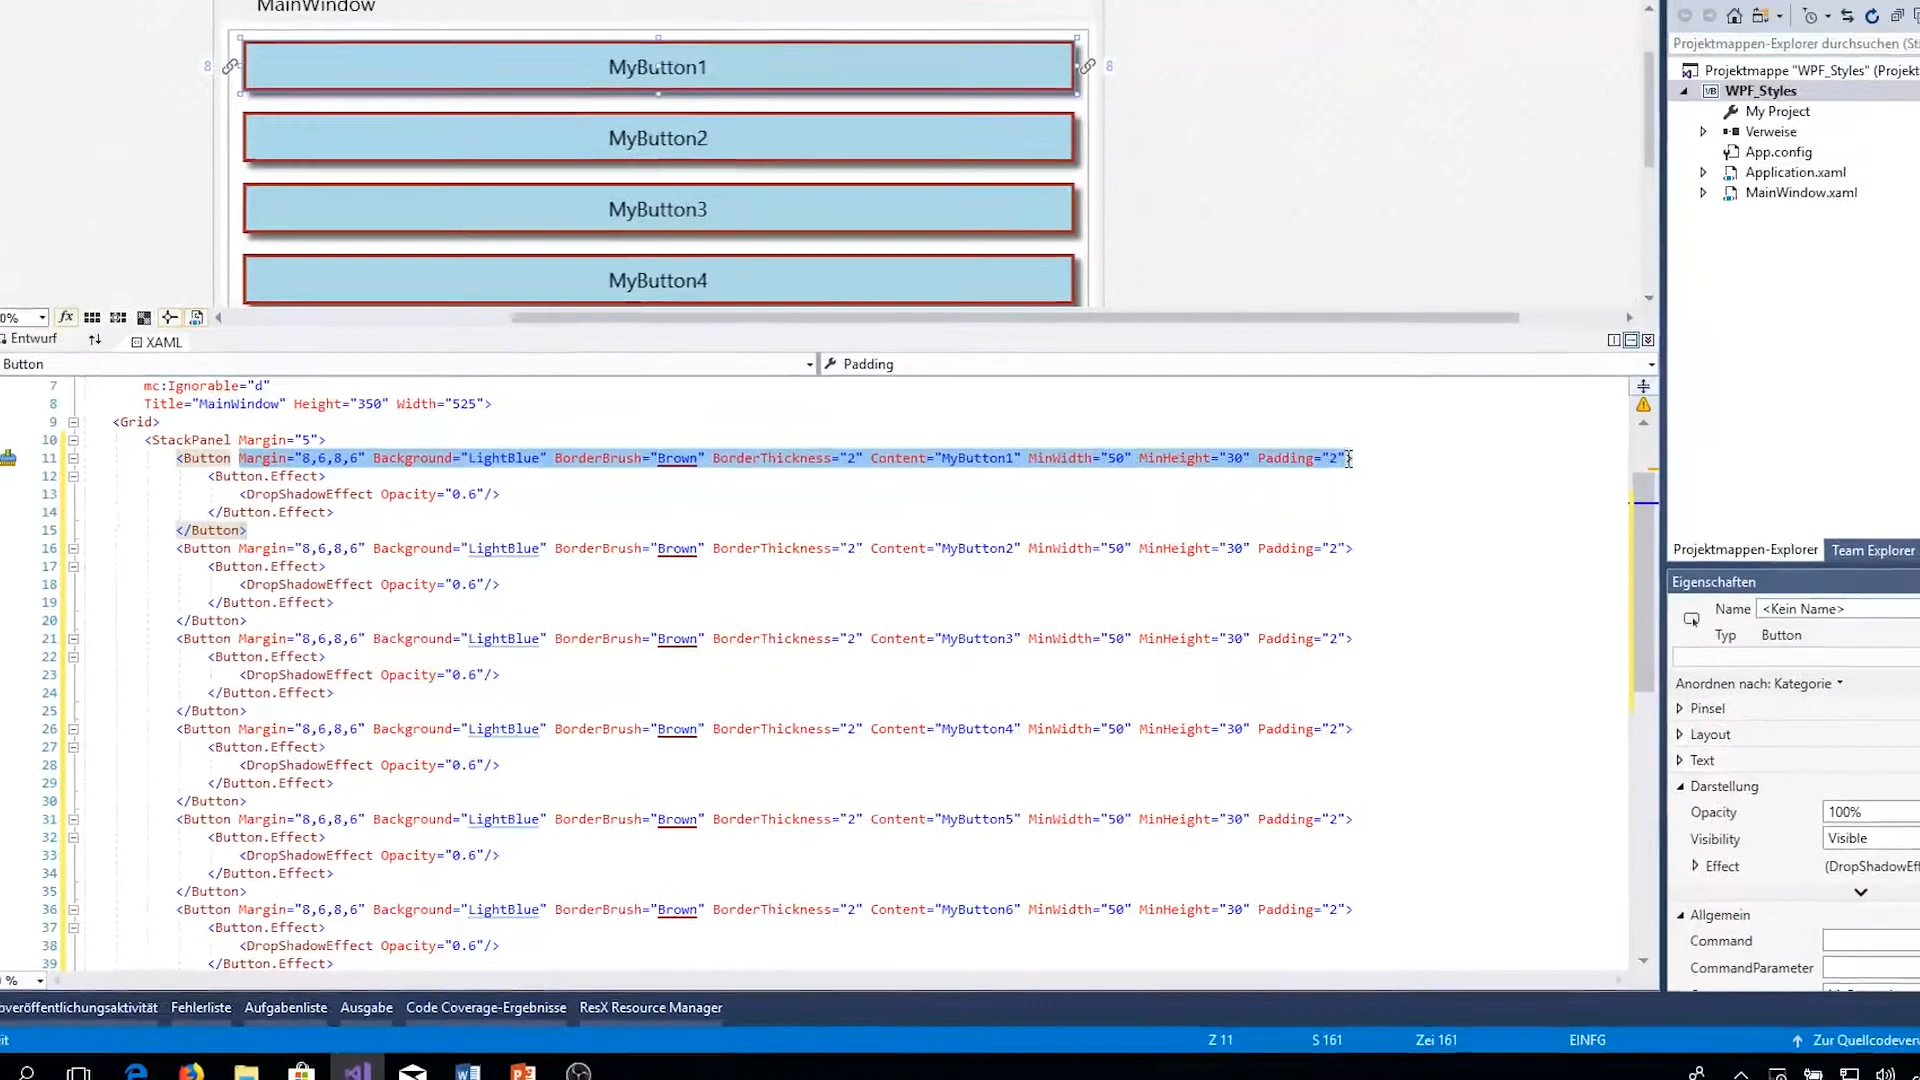 MainWindow
8 MyButton1 8
MyButton2
MyButton3
MyButton4
Entwurf XAML
Button Padding
7 mc:Ignorable="d"
8 Title="MainWindow" Height="350" Width="525">
9 <Grid>
10 <StackPanel Margin="5">
11 <Button Margin="8,6,8,6" Background="LightBlue" BorderBrush="Brown" BorderThickness="2" Content="MyButton1" MinWidth="50" MinHeight="30" Padding="2">
12 <Button.Effect>
13 <DropShadowEffect Opacity="0.6"/>
14 </Button.Effect>
15 </Button>
16 <Button Margin="8,6,8,6" Background="LightBlue" BorderBrush="Brown" BorderThickness="2" Content="MyButton2" MinWidth="50" MinHeight="30" Padding="2">
17 <Button.Effect>
18 <DropShadowEffect Opacity="0.6"/>
19 </Button.Effect>
20 </Button>
21 <Button Margin="8,6,8,6" Background="LightBlue" BorderBrush="Brown" BorderThickness="2" Content="MyButton3" MinWidth="50" MinHeight="30" Padding="2">
22 <Button.Effect>
23 <DropShadowEffect Opacity="0.6"/>
24 </Button.Effect>
25 </Button>
26 <Button Margin="8,6,8,6" Background="LightBlue" BorderBrush="Brown" BorderThickness="2" Content="MyButton4" MinWidth="50" MinHeight="30" Padding="2">
27 <Button.Effect>
28 <DropShadowEffect Opacity="0.6"/>
29 </Button.Effect>
30 </Button>
31 <Button Margin="8,6,8,6" Background="LightBlue" BorderBrush="Brown" BorderThickness="2" Content="MyButton5" MinWidth="50" MinHeight="30" Padding="2">
32 <Button.Effect>
33 <DropShadowEffect Opacity="0.6"/>
34 </Button.Effect>
35 </Button>
36 <Button Margin="8,6,8,6" Background="LightBlue" BorderBrush="Brown" BorderThickness="2" Content="MyButton6" MinWidth="50" MinHeight="30" Padding="2">
37 <Button.Effect>
38 <DropShadowEffect Opacity="0.6"/>
39 </Button.Effect>
Projektmappen-Explorer durchsuchen
Projektmappe "WPF_Styles" (Projekt
WPF_Styles
My Project
Verweise
App.config
Application.xaml
MainWindow.xaml
Projektmappen-Explorer Team Explorer
Eigenschaften
Name <Kein Name>
Typ Button
Anordnen nach: Kategorie
Pinsel
Layout
Text
Darstellung
Opacity 100%
Visibility Visible
Effect (DropShadowEff
Allgemein
Command
CommandParameter
Fehlerliste Aufgabenliste Ausgabe Code Coverage-Ergebnisse ResX Resource Manager
Z 11 S 161 Zei 161 EINFG Zur Quellcodeverw